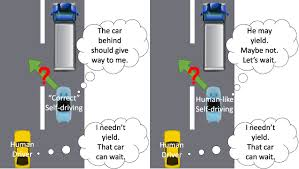 The car
behind
should give
way to me.
?
"Correct"
Self-driving
I needn't
yield.
That car
can wait.
Human
Driver
He may
yield.
Maybe not.
Let's wait.
?
Human-like
Self-driving
I needn't
yield.
That car
can wait.
Human
Driver